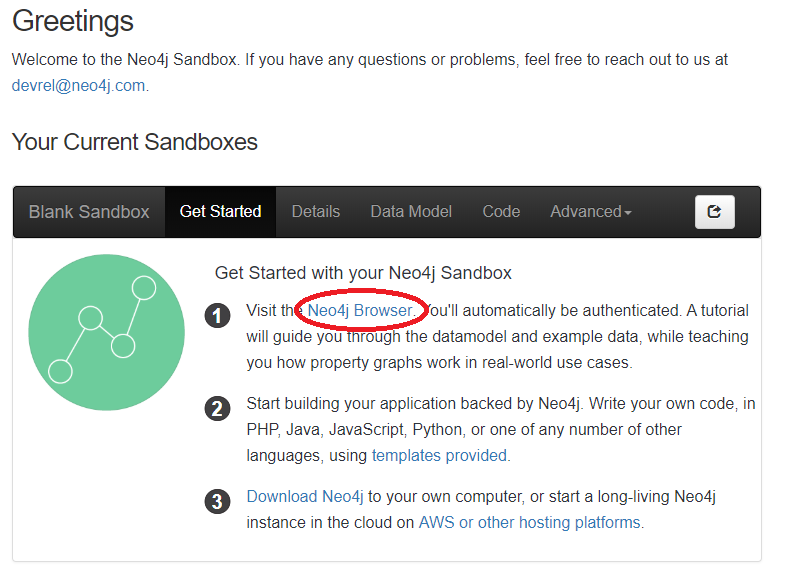 Greetings
Welcome to the Neo4j Sandbox. If you have any questions or problems, feel free to reach out to us at
devrel@neo4j.com.
Your Current Sandboxes
Blank Sandbox Get Started Details Data Model Code Advanced
Get Started with your Neo4j Sandbox
1 Visit the Neo4j Browser. You'll automatically be authenticated. A tutorial
will guide you through the datamodel and example data, while teaching
you how property graphs work in real-world use cases.
2 Start building your application backed by Neo4j. Write your own code, in
PHP, Java, JavaScript, Python, or one of any number of other
languages, using templates provided.
3 Download Neo4j to your own computer, or start a long-living Neo4j
instance in the cloud on AWS or other hosting platforms.